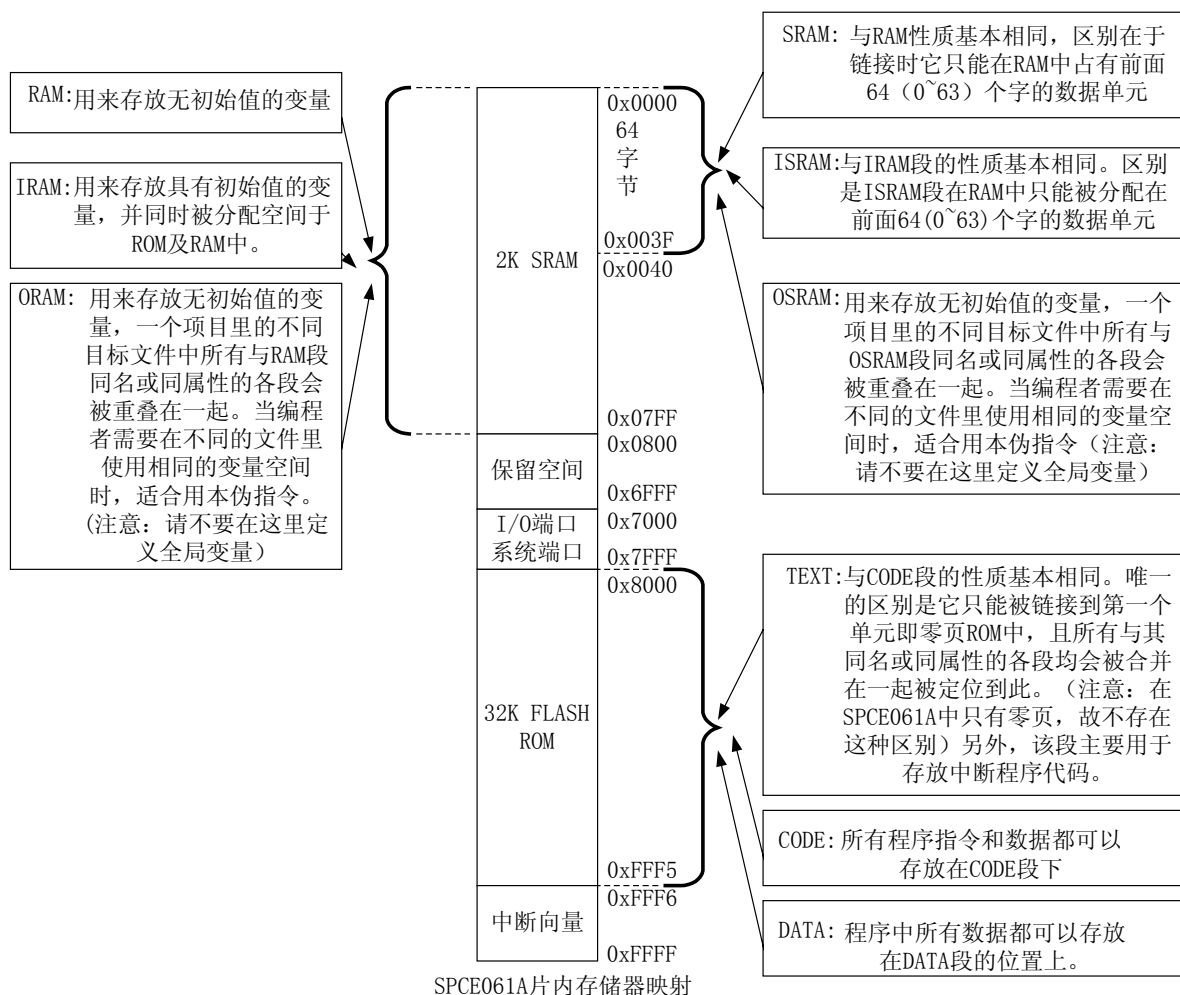 RAM:用来存放无初始值的变量
IRAM:用来存放具有初始值的变
量，并同时被分配空间于
ROM及RAM中。
ORAM: 用来存放无初始值的变
量，一个项目里的不同
目标文件中所有与RAM段
同名或同属性的各段会
被重叠在一起。当编程
者需要在不同的文件里
使用相同的变量空间
时，适合用本伪指令。
(注意：请不要在这里定
义全局变量）
2K SRAM
保留空间
I/O端口
系统端口
32K FLASH
ROM
中断向量
0x0000
64
字
节
0x003F
0x0040
0x07FF
0x0800
0x6FFF
0x7000
0x7FFF
0x8000
0xFFF5
0xFFF6
0xFFFF
SRAM: 与RAM性质基本相同，区别在于
链接时它只能在RAM中占有前面
64（0~63）个字的数据单元
ISRAM:与IRAM段的性质基本相同。区别
是ISRAM段在RAM中只能被分配在
前面64(0~63)个字的数据单元
OSRAM:用来存放无初始值的变量，一个
项目里的不同目标文件中所有与
OSRAM段同名或同属性的各段会
被重叠在一起。当编程者需要在
不同的文件里使用相同的变量空
间时，适合用本伪指令（注意：
请不要在这里定义全局变量）
TEXT:与CODE段的性质基本相同。唯一
的区别是它只能被链接到第一个
单元即零页ROM中，且所有与其
同名或同属性的各段均会被合并
在一起被定位到此。（注意：在
SPCE061A中只有零页，故不存在
这种区别）另外，该段主要用于
存放中断程序代码。
CODE:所有程序指令和数据都可以
存放在CODE段下
DATA: 程序中所有数据都可以存放
在DATA段的位置上。
SPCE061A片内存储器映射